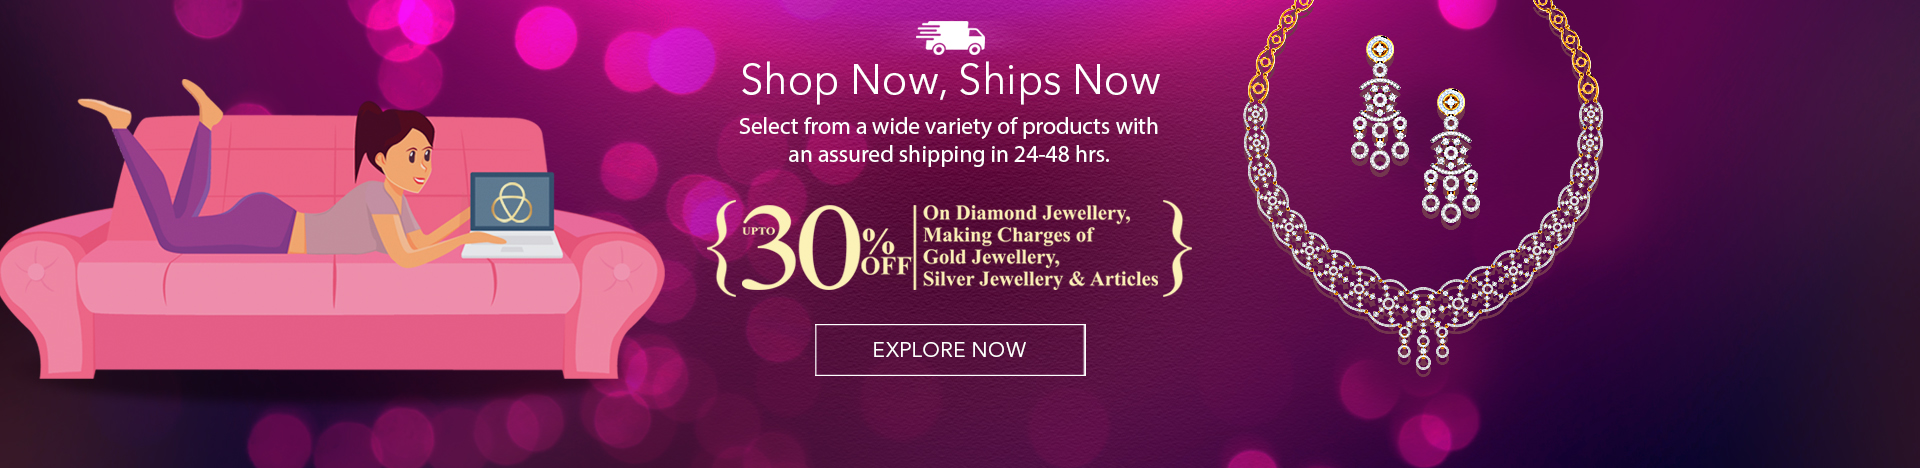 Shop Now, Ships Now
Select from a wide variety of products with
an assured shipping in 24-48 hrs.
UPTO 30% OFF
On Diamond Jewellery,
Making Charges of
Gold Jewellery,
Silver Jewellery & Articles
EXPLORE NOW